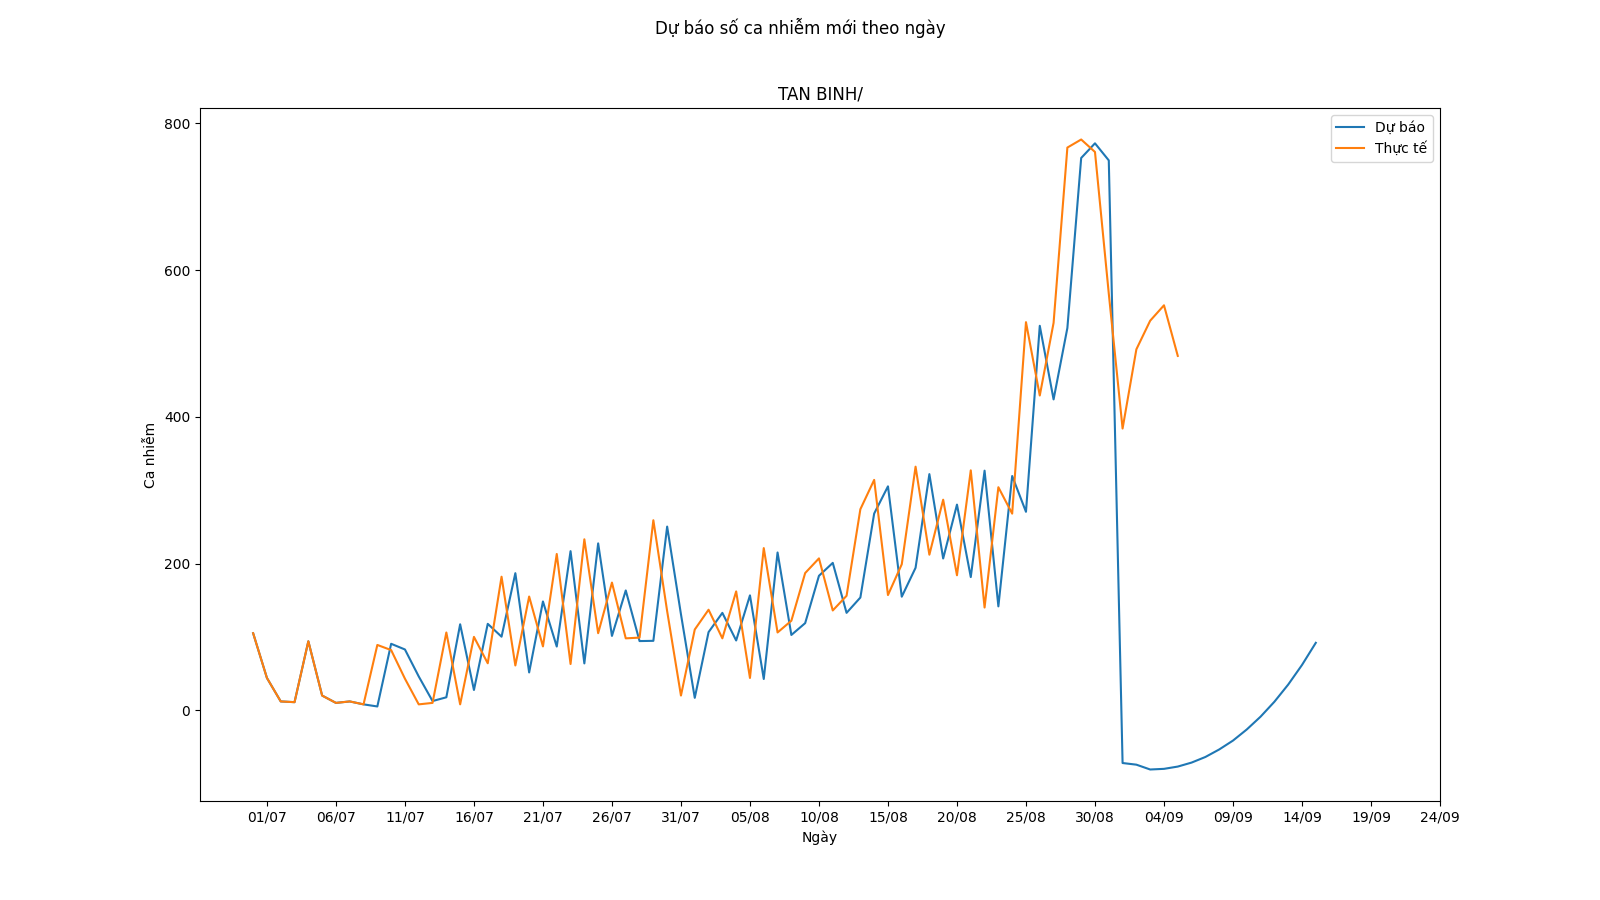 Dự báo số ca nhiễm mới theo ngày
TAN BINH/
Dự báo
Thực tế
800
600
400
200
0
Ca nhiễm
01/07 06/07 11/07 16/07 21/07 26/07 31/07 05/08 10/08 15/08 20/08 25/08 30/08 04/09 09/09 14/09 19/09 24/09
Ngày